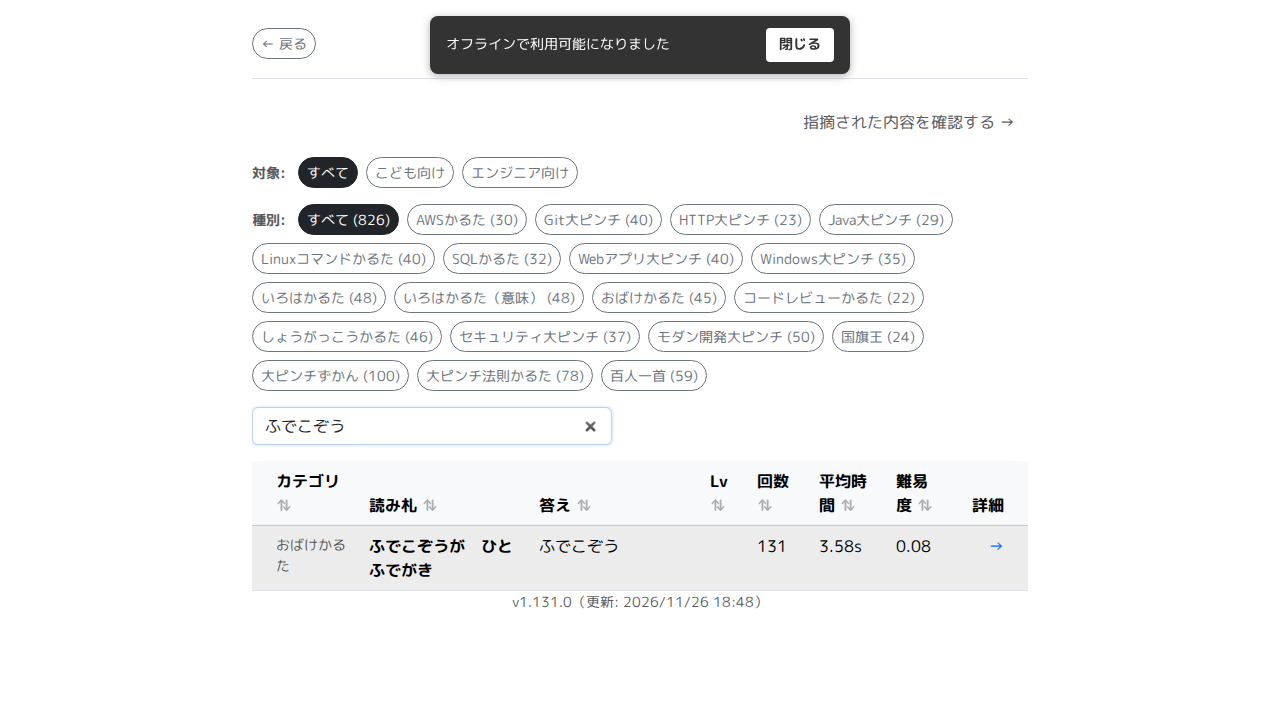 ← 戻る
オフラインで利用可能になりました 閉じる
指摘された内容を確認する →
対象: すべて こども向け エンジニア向け
種別: すべて (826) AWSかるた (30) Git大ピンチ (40) HTTP大ピンチ (23) Java大ピンチ (29)
Linuxコマンドかるた (40) SQLかるた (32) Webアプリ大ピンチ (40) Windows大ピンチ (35)
いろはかるた (48) いろはかるた（意味） (48) おばけかるた (45) コードレビューかるた (22)
しょうがっこうかるた (46) セキュリティ大ピンチ (37) モダン開発大ピンチ (50) 国旗王 (24)
大ピンチずかん (100) 大ピンチ法則かるた (78) 百人一首 (59)
ふでこぞう
カテゴリ ⇅ 読み札 ⇅ 答え ⇅ Lv ⇅ 回数 ⇅ 平均時間 ⇅ 難易度 ⇅ 詳細
おばけかるた ふでこぞうが　ひとふでがき ふでこぞう 131 3.58s 0.08 →
v1.131.0（更新: 2026/11/26 18:48）